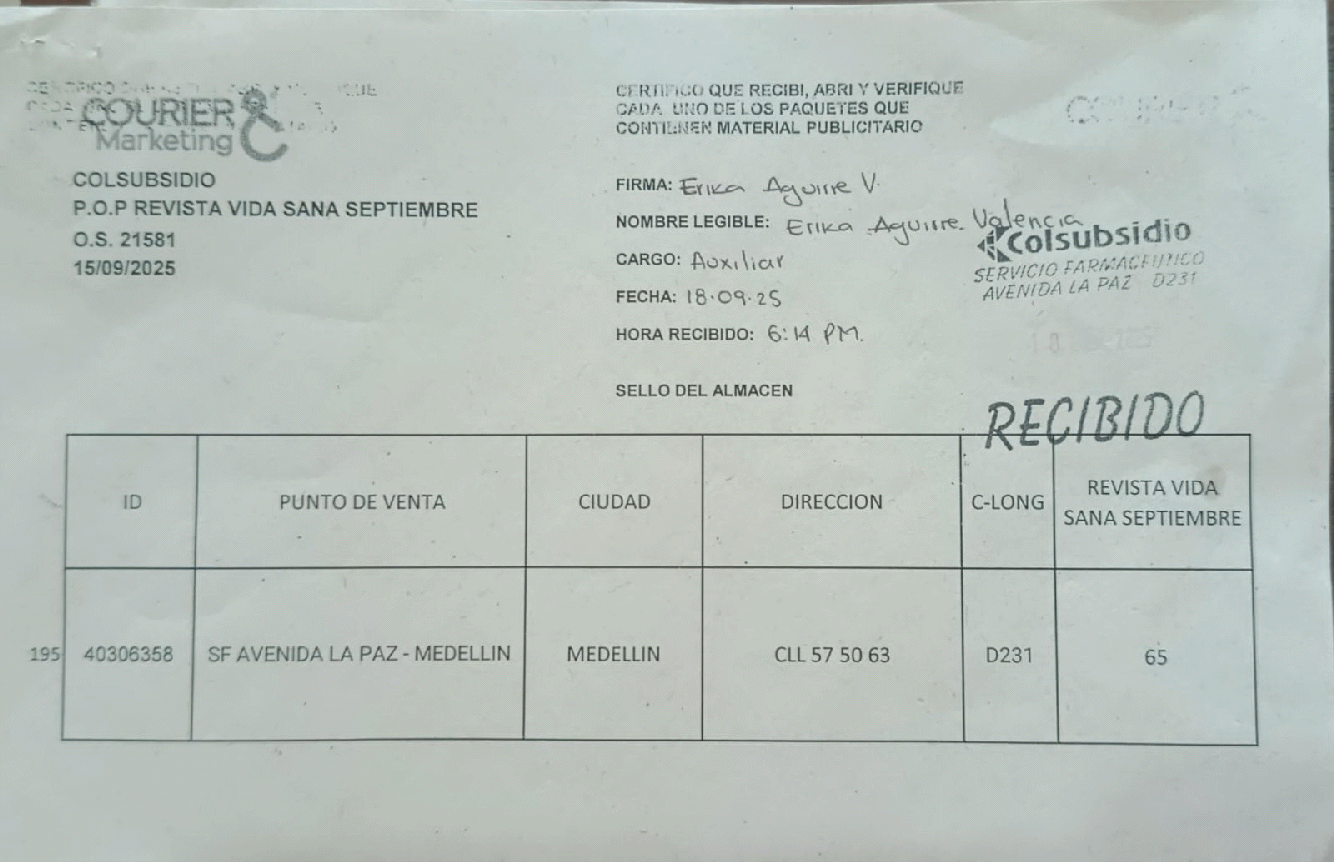 COURIER &
Marketing
COLSUBSIDIO
P.O.P REVISTA VIDA SANA SEPTIEMBRE
O.S. 21581
15/09/2025
CERTIFICO QUE RECIBI, ABRI Y VERIFIQUE
CADA UNO DE LOS PAQUETES QUE
CONTIENEN MATERIAL PUBLICITARIO
FIRMA: Erika Aguirre V.
NOMBRE LEGIBLE: Erika Aguirre Valencia
CARGO: Auxiliar
FECHA: 18·09·25
HORA RECIBIDO: 6:14 PM.
SELLO DEL ALMACEN
Colsubsidio
SERVICIO FARMACEUTICO
AVENIDA LA PAZ D231
RECIBIDO
ID PUNTO DE VENTA CIUDAD DIRECCION C-LONG REVISTA VIDA
SANA SEPTIEMBRE
195 40306358 SF AVENIDA LA PAZ - MEDELLIN MEDELLIN CLL 57 50 63 D231 65